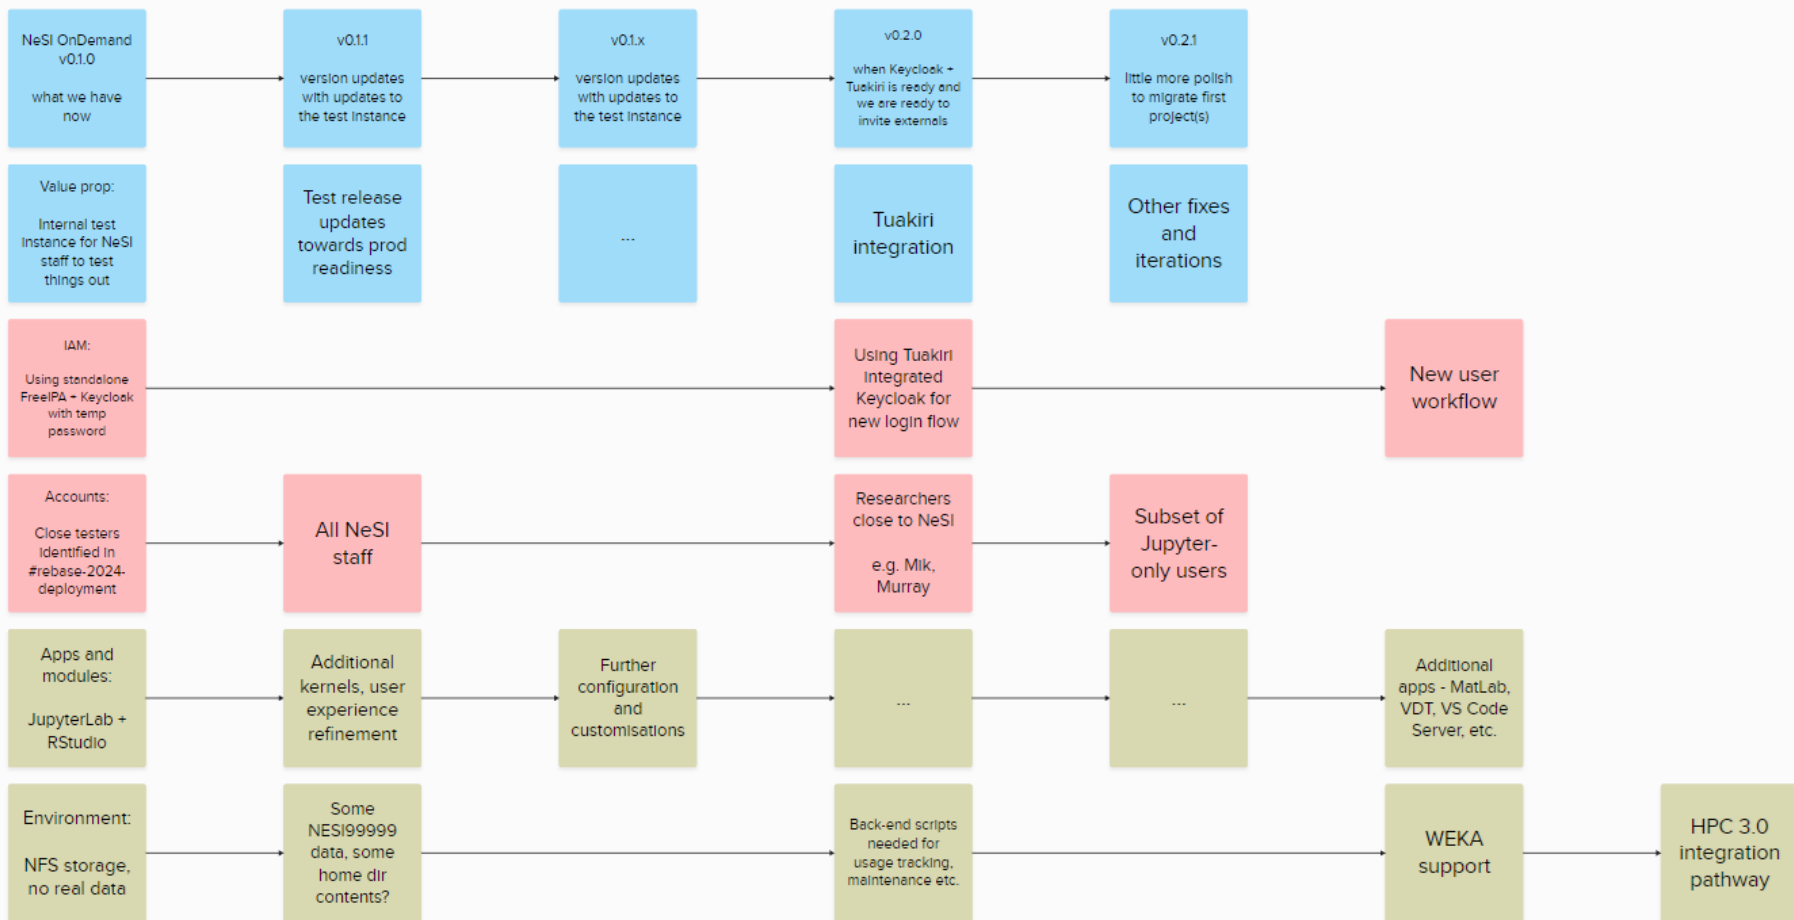 NeSI OnDemand
v0.1.0
what we have
now
v0.1.1
version updates
with updates to
the test instance
v0.1.x
version updates
with updates to
the test instance
v0.2.0
when Keycloak +
Tuakiri is ready and
we are ready to
invite externals
v0.2.1
little more polish
to migrate first
project(s)
Value prop:
Internal test
instance for NeSI
staff to test
things out
Test release
updates
towards prod
readiness
...
Tuakiri
integration
Other fixes
and
iterations
IAM:
Using standalone
FreeIPA + Keycloak
with temp
password
Using Tuakiri
integrated
Keycloak for
new login flow
New user
workflow
Accounts:
Close testers
identified in
#rebase-2024-
deployment
All NeSI
staff
Researchers
close to NeSI
e.g. Mik,
Murray
Subset of
Jupyter-
only users
Apps and
modules:
JupyterLab +
RStudio
Additional
kernels, user
experience
refinement
Further
configuration
and
customisations
...
...
Additional
apps - MatLab,
VDT, VS Code
Server, etc.
Environment:
NFS storage,
no real data
Some
NESI99999
data, some
home dir
contents?
Back-end scripts
needed for
usage tracking,
maintenance etc.
WEKA
support
HPC 3.0
integration
pathway